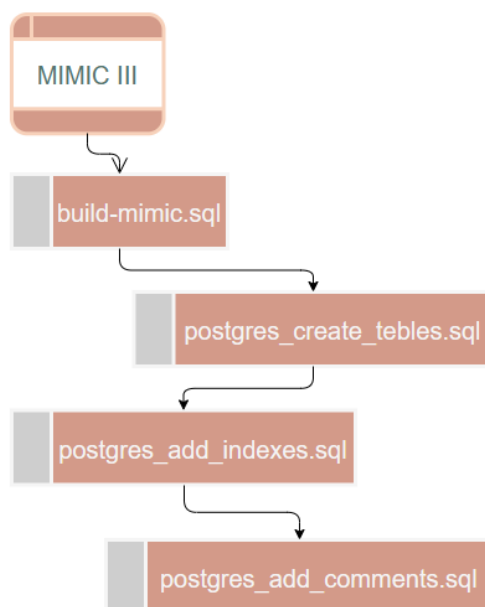 MIMIC III
build-mimic.sql
postgres_create_tebles.sql
postgres_add_indexes.sql
postgres_add_comments.sql